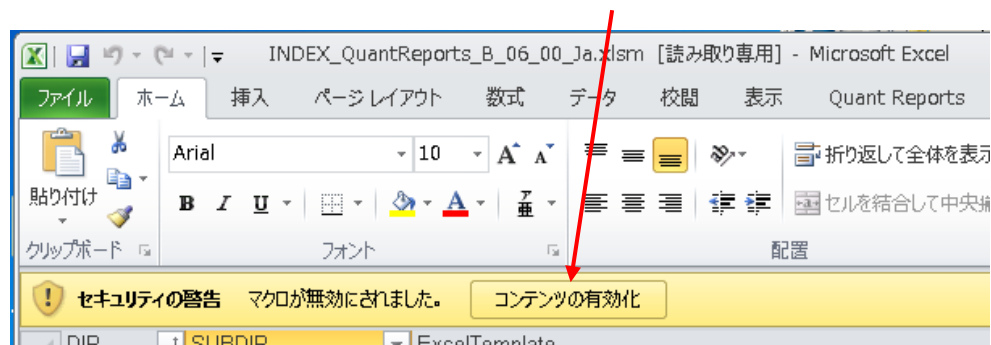 INDEX_QuantReports_B_06_00_Ja.xlsm [読み取り専用] - Microsoft Excel
ファイル ホーム 挿入 ページ レイアウト 数式 データ 校閲 表示 Quant Reports
Arial 10 A A 折り返して全体を表示
貼り付け B I U A ア亜 セルを結合して中央
クリップボード フォント 配置
セキュリティの警告 マクロが無効にされました。 コンテンツの有効化
DIR SUBDIR ExcelTemplate